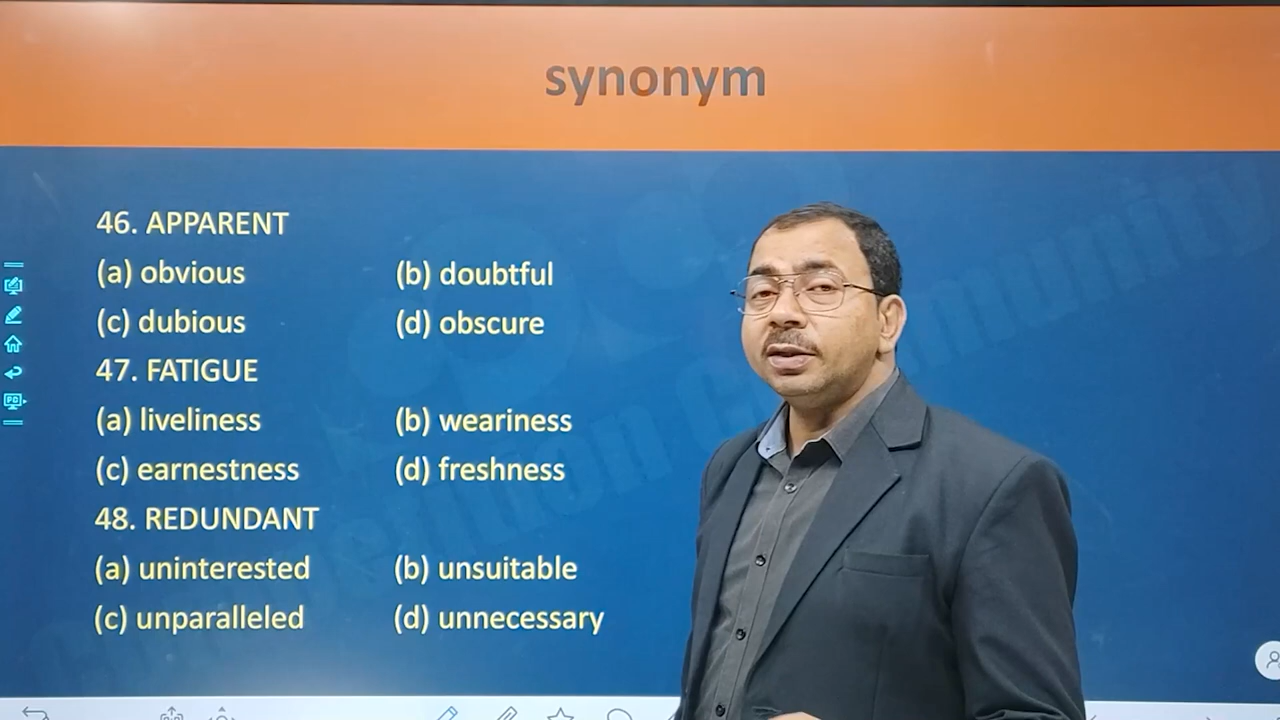 synonym
46. APPARENT
(a) obvious (b) doubtful
(c) dubious (d) obscure
47. FATIGUE
(a) liveliness (b) weariness
(c) earnestness (d) freshness
48. REDUNDANT
(a) uninterested (b) unsuitable
(c) unparalleled (d) unnecessary